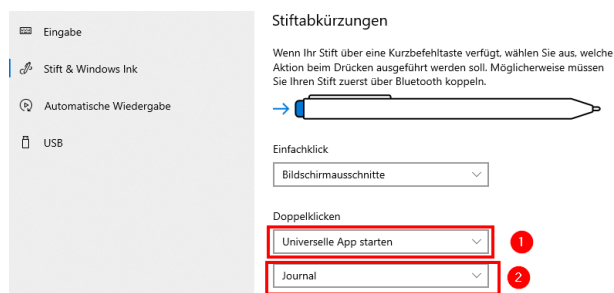 Eingabe
Stift & Windows Ink
Automatische Wiedergabe
USB
Stiftabkürzungen
Wenn Ihr Stift über eine Kurzbefehltaste verfügt, wählen Sie aus, welche
Aktion beim Drücken ausgeführt werden soll. Möglicherweise müssen
Sie Ihren Stift zuerst über Bluetooth koppeln.
Einfachklick
Bildschirmausschnitte
Doppelklicken
Universelle App starten
1
Journal
2